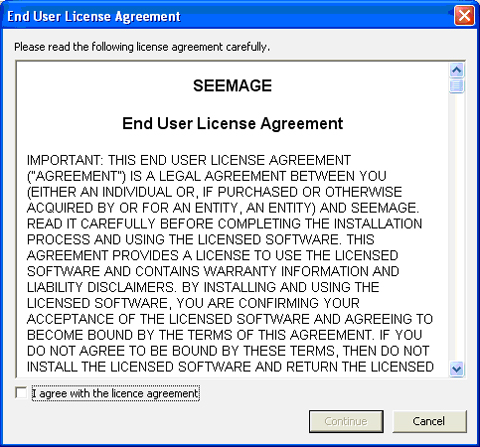 End User License Agreement
Please read the following license agreement carefully.
SEEMAGE
End User License Agreement
IMPORTANT: THIS END USER LICENSE AGREEMENT
("AGREEMENT") IS A LEGAL AGREEMENT BETWEEN YOU
(EITHER AN INDIVIDUAL OR, IF PURCHASED OR OTHERWISE
ACQUIRED BY OR FOR AN ENTITY, AN ENTITY) AND SEEMAGE.
READ IT CAREFULLY BEFORE COMPLETING THE INSTALLATION
PROCESS AND USING THE LICENSED SOFTWARE. THIS
AGREEMENT PROVIDES A LICENSE TO USE THE LICENSED
SOFTWARE AND CONTAINS WARRANTY INFORMATION AND
LIABILITY DISCLAIMERS. BY INSTALLING AND USING THE
LICENSED SOFTWARE, YOU ARE CONFIRMING YOUR
ACCEPTANCE OF THE LICENSED SOFTWARE AND AGREEING TO
BECOME BOUND BY THE TERMS OF THIS AGREEMENT. IF YOU
DO NOT AGREE TO BE BOUND BY THESE TERMS, THEN DO NOT
INSTALL THE LICENSED SOFTWARE AND RETURN THE LICENSED
I agree with the licence agreement
Continue
Cancel